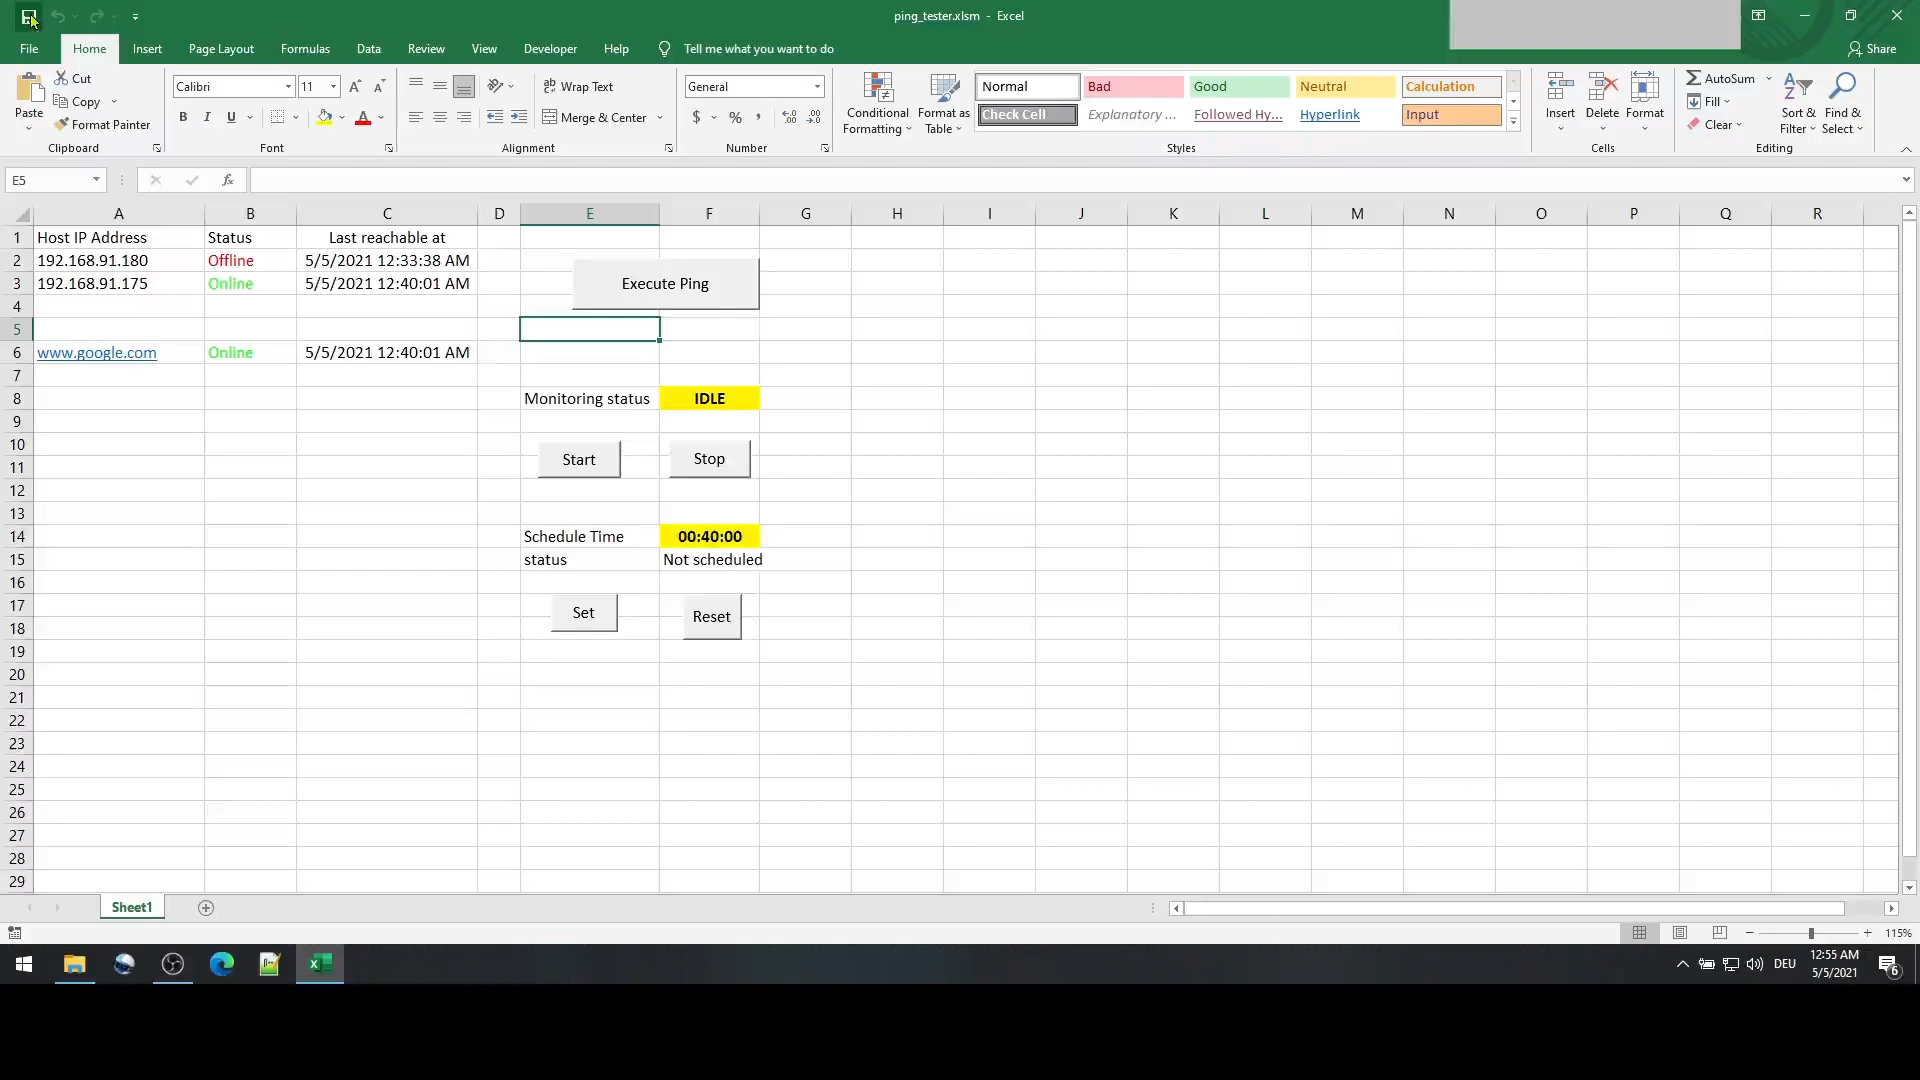 ping_tester.xlsm - Excel
File Home Insert Page Layout Formulas Data Review View Developer Help Tell me what you want to do Share
Paste
Cut
Copy
Format Painter
Clipboard
Calibri 11
B I U
Font
Wrap Text
Merge & Center
Alignment
General
$ % ,
Number
Conditional Formatting
Format as Table
Normal Bad Good Neutral Calculation
Check Cell Explanatory ... Followed Hy... Hyperlink Input
Styles
Insert Delete Format
Cells
AutoSum
Fill
Clear
Sort & Filter
Find & Select
Editing
E5 fx
A B C D E F G H I J K L M N O P Q R
1 Host IP Address Status Last reachable at
2 192.168.91.180 Offline 5/5/2021 12:33:38 AM
Execute Ping
3 192.168.91.175 Online 5/5/2021 12:40:01 AM
4
5
6 www.google.com Online 5/5/2021 12:40:01 AM
7
8 Monitoring status IDLE
9
10
Start Stop
11
12
13
14 Schedule Time 00:40:00
15 status Not scheduled
16
17
Set Reset
18
19
20
21
22
23
24
25
26
27
28
29
Sheet1
115%
DEU
12:55 AM
5/5/2021
6